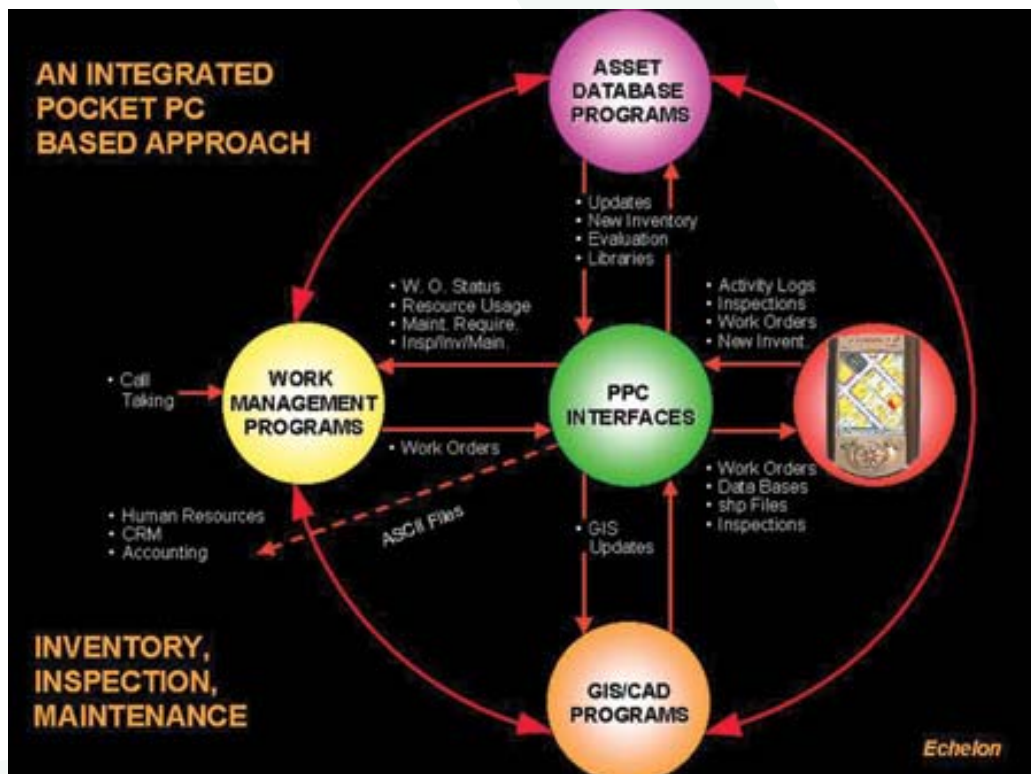 AN INTEGRATED
POCKET PC
BASED APPROACH
ASSET
DATABASE
PROGRAMS
• Updates
• New Inventory
• Evaluation
• Libraries
• W. O. Status
• Resource Usage
• Maint. Require.
• Insp/Inv/Main.
• Activity Logs
• Inspections
• Work Orders
• New Invent.
• Call
Taking
WORK
MANAGEMENT
PROGRAMS
PPC
INTERFACES
• Work Orders
• Work Orders
• Data Bases
• shp Files
• Inspections
• Human Resources
• CRM
• Accounting
ASCII Files
• GIS
Updates
INVENTORY,
INSPECTION,
MAINTENANCE
GIS/CAD
PROGRAMS
Echelon